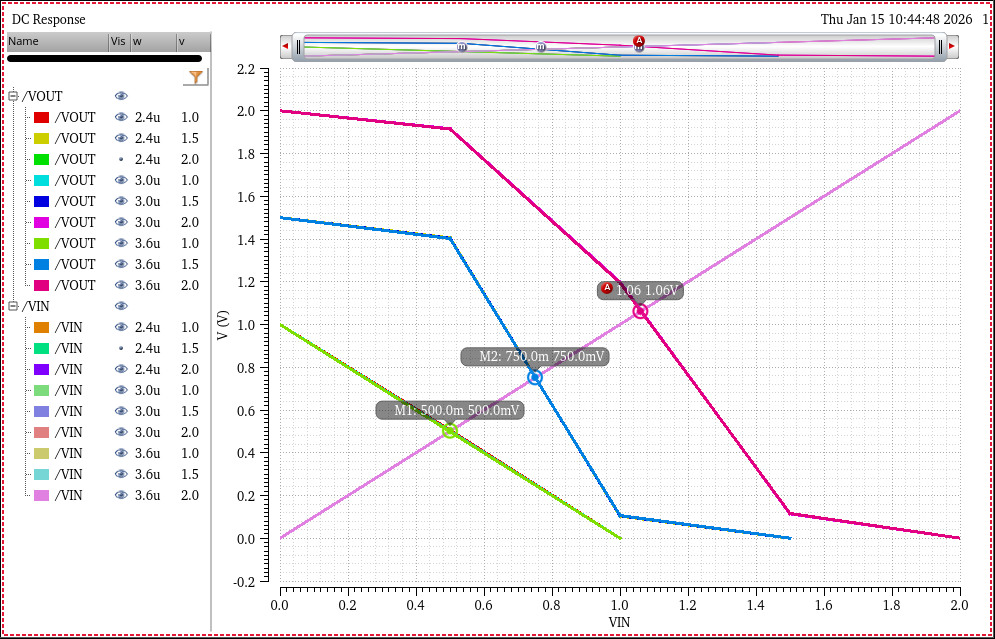 DC Response
Thu Jan 15 10:44:48 2026 1
Name Vis w v
/VOUT
/VOUT 2.4u 1.0
/VOUT 2.4u 1.5
/VOUT 2.4u 2.0
/VOUT 3.0u 1.0
/VOUT 3.0u 1.5
/VOUT 3.0u 2.0
/VOUT 3.6u 1.0
/VOUT 3.6u 1.5
/VOUT 3.6u 2.0
/VIN
/VIN 2.4u 1.0
/VIN 2.4u 1.5
/VIN 2.4u 2.0
/VIN 3.0u 1.0
/VIN 3.0u 1.5
/VIN 3.0u 2.0
/VIN 3.6u 1.0
/VIN 3.6u 1.5
/VIN 3.6u 2.0
m m A
2.2
2.0
1.8
1.6
1.4
1.2
1.0
0.8
0.6
0.4
0.2
0.0
-0.2
V (V)
A 1.06 1.06V
M2: 750.0m 750.0mV
M1: 500.0m 500.0mV
0.0 0.2 0.4 0.6 0.8 1.0 1.2 1.4 1.6 1.8 2.0
VIN